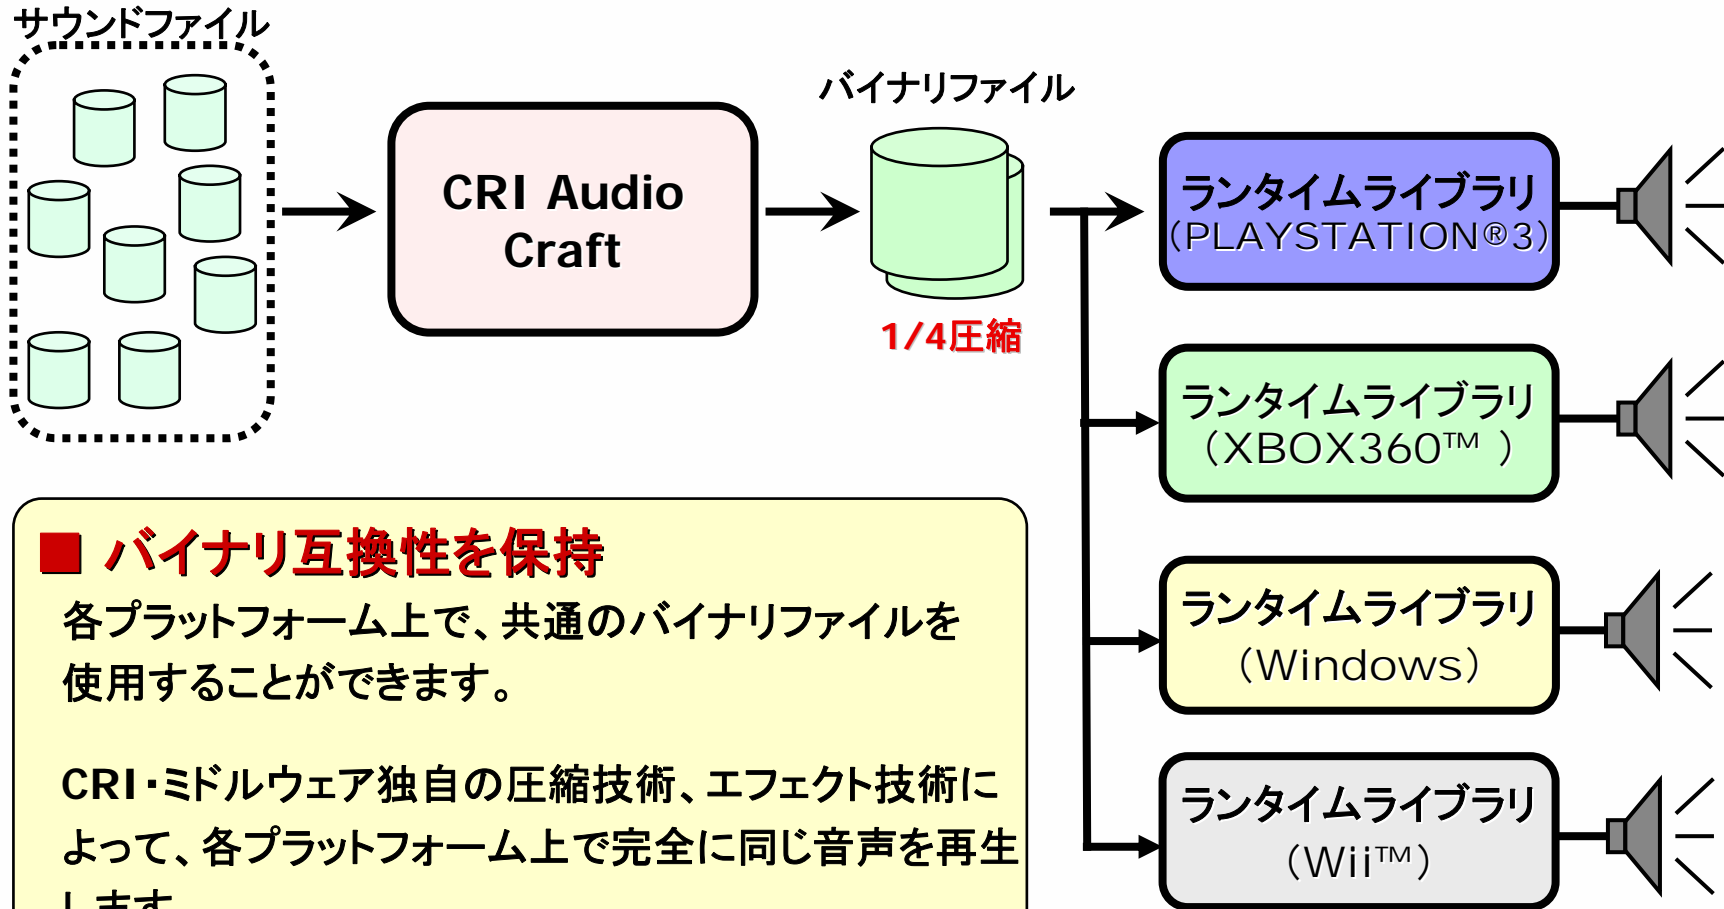 サウンドファイル
CRI Audio
Craft
バイナリファイル
1/4圧縮
ランタイムライブラリ
(PLAYSTATION®3)
ランタイムライブラリ
(XBOX360™ )
ランタイムライブラリ
(Windows)
ランタイムライブラリ
(Wii™)
■ バイナリ互換性を保持
各プラットフォーム上で、共通のバイナリファイルを
使用することができます。
CRI・ミドルウェア独自の圧縮技術、エフェクト技術に
よって、各プラットフォーム上で完全に同じ音声を再生
します